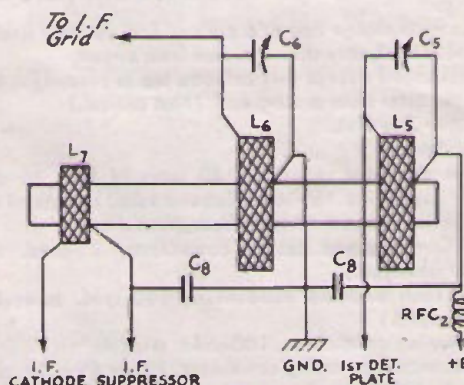 To I.F.
Grid
C6
C5
L7
L6
L5
C8
C8
RFC2
I.F.
CATHODE
I.F.
SUPPRESSOR
GND.
1ST DET.
PLATE
+B